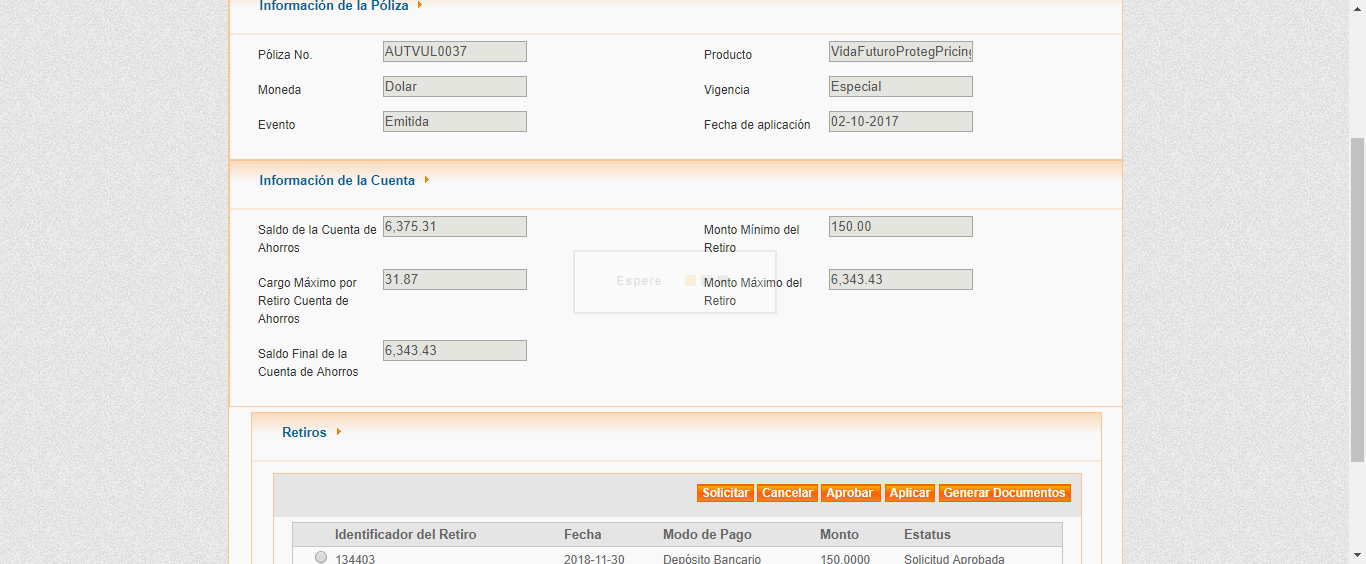 Información de la Póliza
Póliza No. AUTVUL0037 Producto VidaFuturoProtegPricing
Moneda Dolar Vigencia Especial
Evento Emitida Fecha de aplicación 02-10-2017
Información de la Cuenta
Saldo de la Cuenta de Ahorros 6,375.31 Monto Mínimo del Retiro 150.00
Espere
Cargo Máximo por Retiro Cuenta de Ahorros 31.87 Monto Máximo del Retiro 6,343.43
Saldo Final de la Cuenta de Ahorros 6,343.43
Retiros
Solicitar Cancelar Aprobar Aplicar Generar Documentos
Identificador del Retiro Fecha Modo de Pago Monto Estatus
134403 2018-11-30 Depósito Bancario 150.0000 Solicitud Aprobada